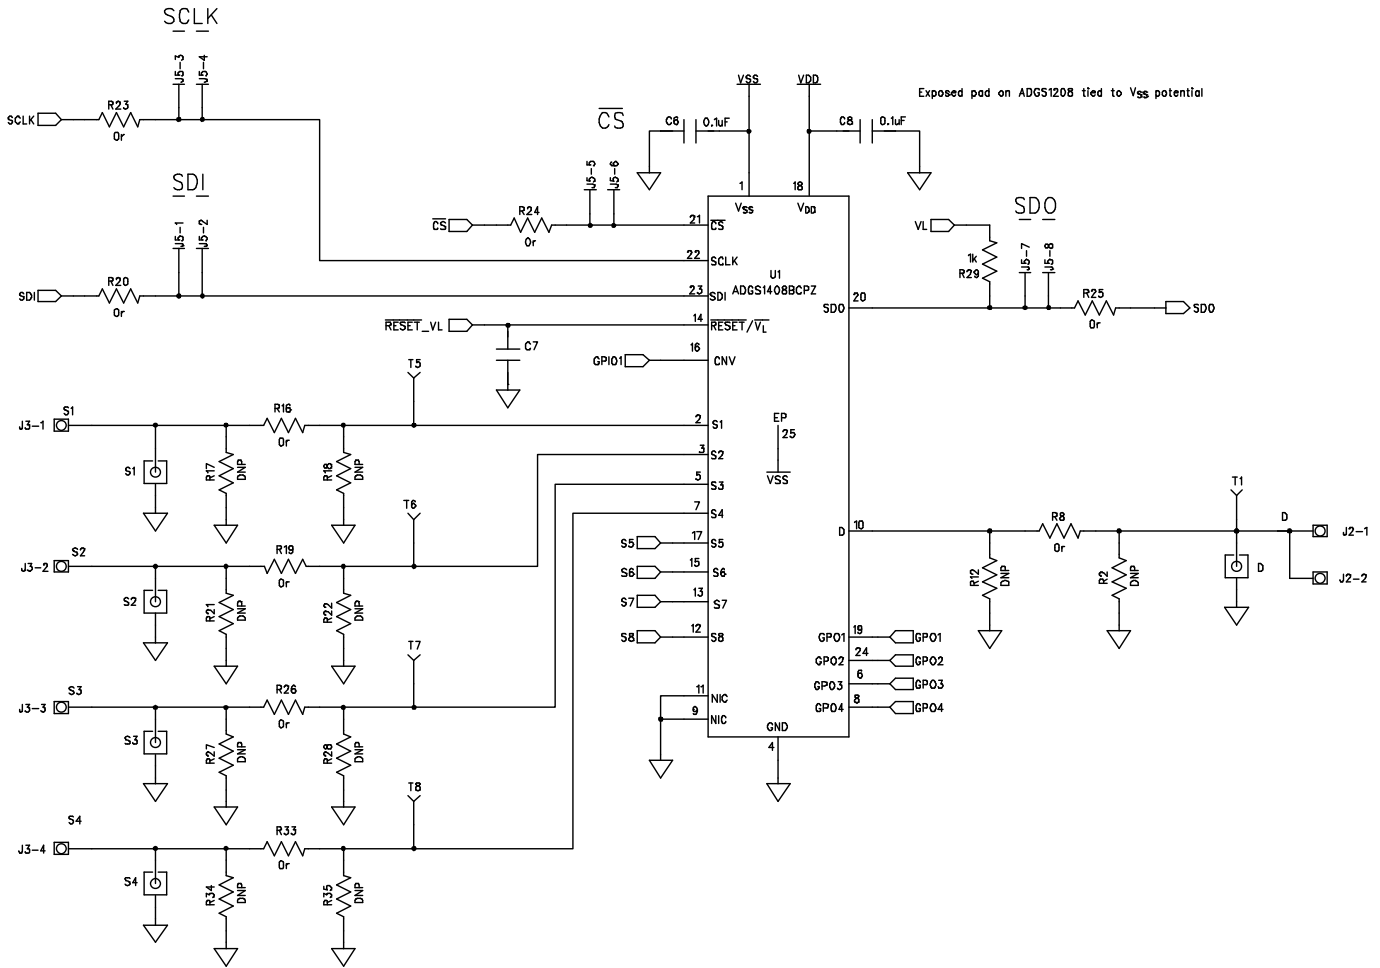 SCLK
J5-3
J5-4
SCLK
R23
0r
SDI
J5-1
J5-2
SDI
R20
0r
CS
J5-5
J5-6
CS
R24
0r
VSS
VDD
C6
0.1uF
C8
0.1uF
Exposed pad on ADGS1208 tied to VSS potential
1
18
VSS
VDD
21
CS
22
SCLK
23
SDI
U1
ADGS1408BCPZ
RESET_VL
14
RESET/VL
C7
GPIO1
16
CNV
SDO
J5-7
J5-8
VL
1k
R29
20
SDO
R25
0r
SDO
T5
S1
J3-1
R16
0r
S1
R17
DNP
R18
DNP
2
S1
3
S2
5
S3
7
S4
EP
25
VSS
T6
S2
J3-2
R19
0r
S2
R21
DNP
R22
DNP
S5
17
S5
S6
15
S6
S7
13
S7
S8
12
S8
D
10
R8
0r
R12
DNP
R2
DNP
T1
D
D
J2-1
J2-2
GPO1
19
GPO1
GPO2
24
GPO2
GPO3
6
GPO3
GPO4
8
GPO4
T7
S3
J3-3
R26
0r
S3
R27
DNP
R28
DNP
11
NIC
9
NIC
GND
4
T8
S4
J3-4
R33
0r
S4
R34
DNP
R35
DNP